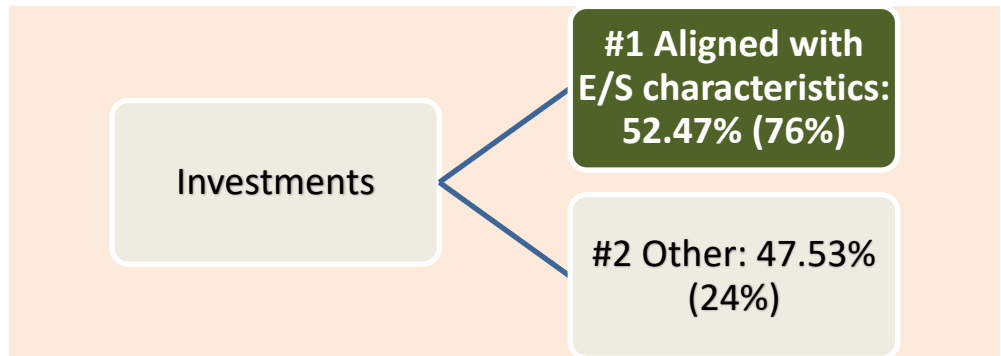 #1 Aligned with
E/S characteristics:
52.47% (76%)
Investments
#2 Other: 47.53%
(24%)